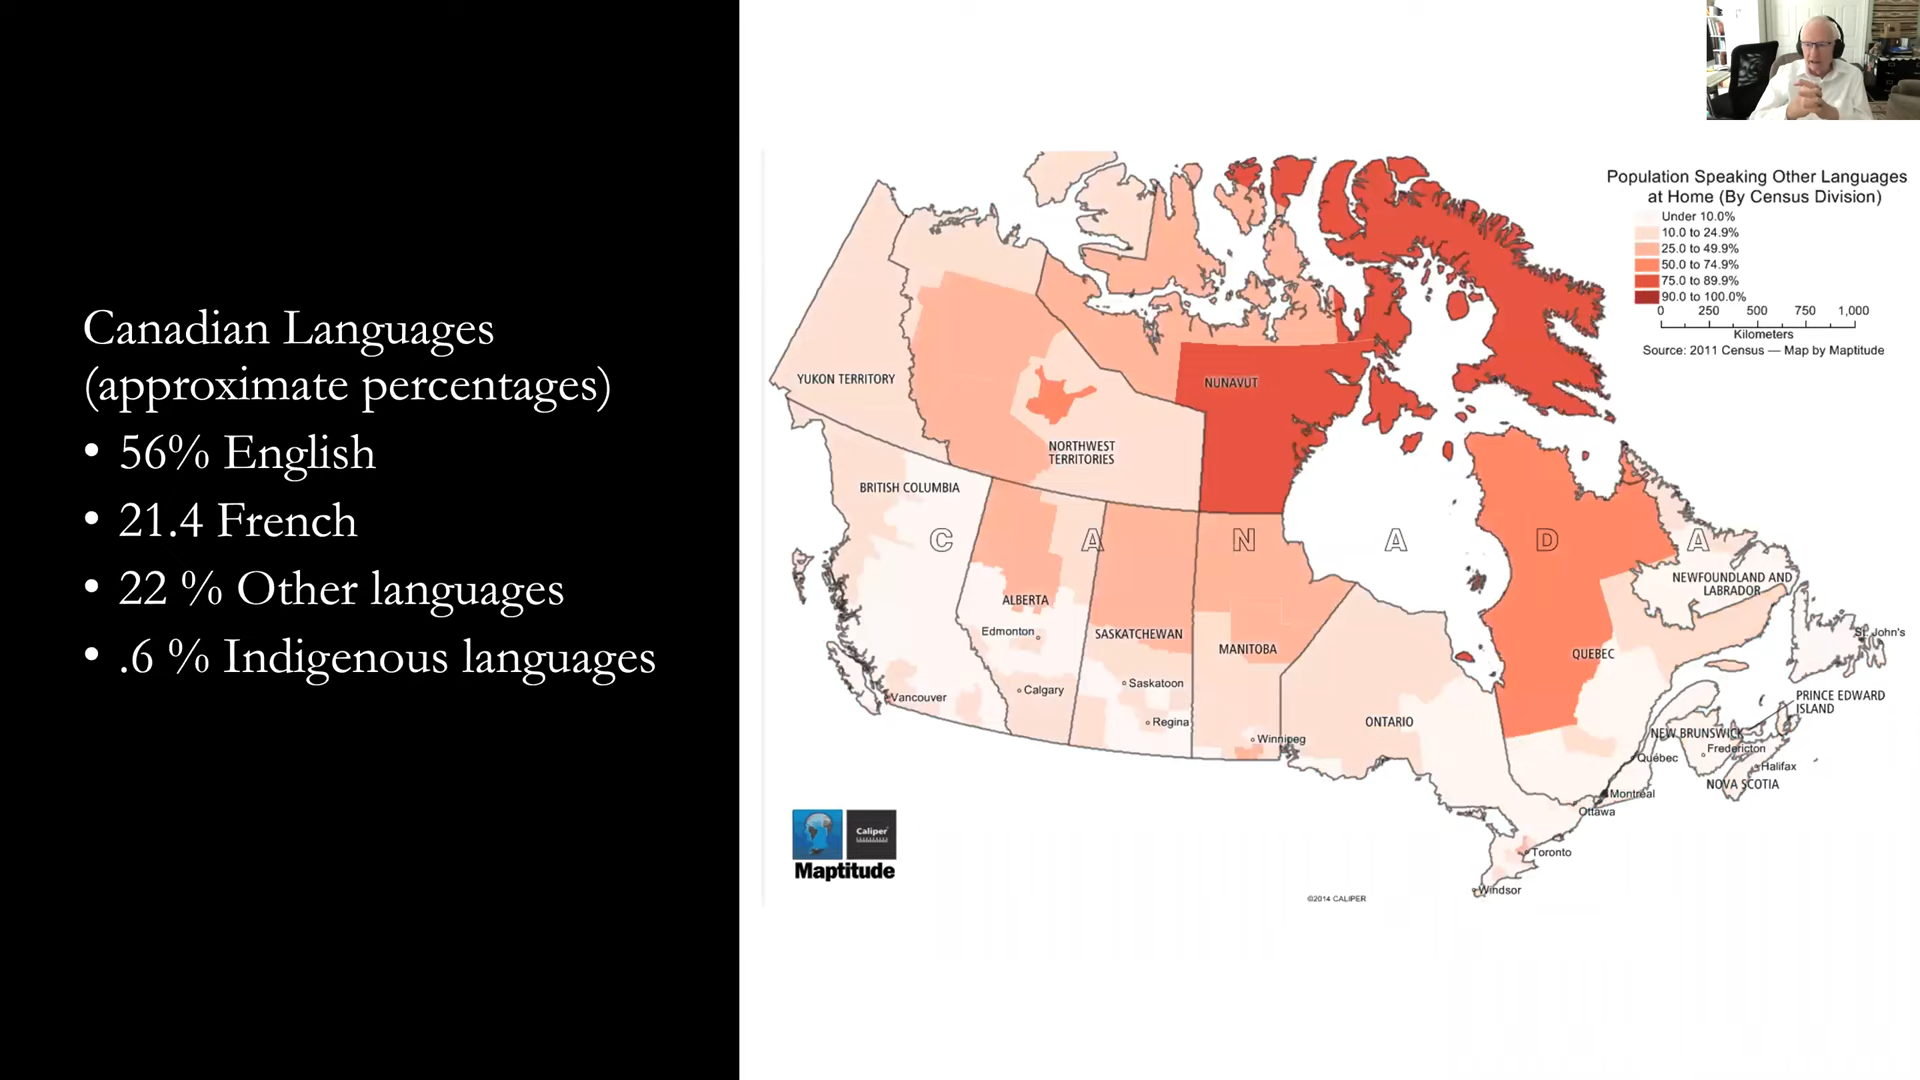 Canadian Languages
(approximate percentages)
• 56% English
• 21.4 French
• 22 % Other languages
• .6 % Indigenous languages
Population Speaking Other Languages
at Home (By Census Division)
Under 10.0%
10.0 to 24.9%
25.0 to 49.9%
50.0 to 74.9%
75.0 to 89.9%
90.0 to 100.0%
0 250 500 750 1,000
Kilometers
Source: 2011 Census — Map by Maptitude
YUKON TERRITORY
NUNAVUT
NORTHWEST
TERRITORIES
BRITISH COLUMBIA
C A N A D A
NEWFOUNDLAND AND
LABRADOR
ALBERTA
Edmonton
SASKATCHEWAN
St. John's
MANITOBA
QUEBEC
Saskatoon
Calgary
Vancouver
PRINCE EDWARD
ISLAND
Regina
ONTARIO
NEW BRUNSWICK
Winnipeg
Fredericton
Québec
Halifax
NOVA SCOTIA
Montréal
Ottawa
Toronto
Windsor
Caliper
Maptitude
©2014 CALIPER